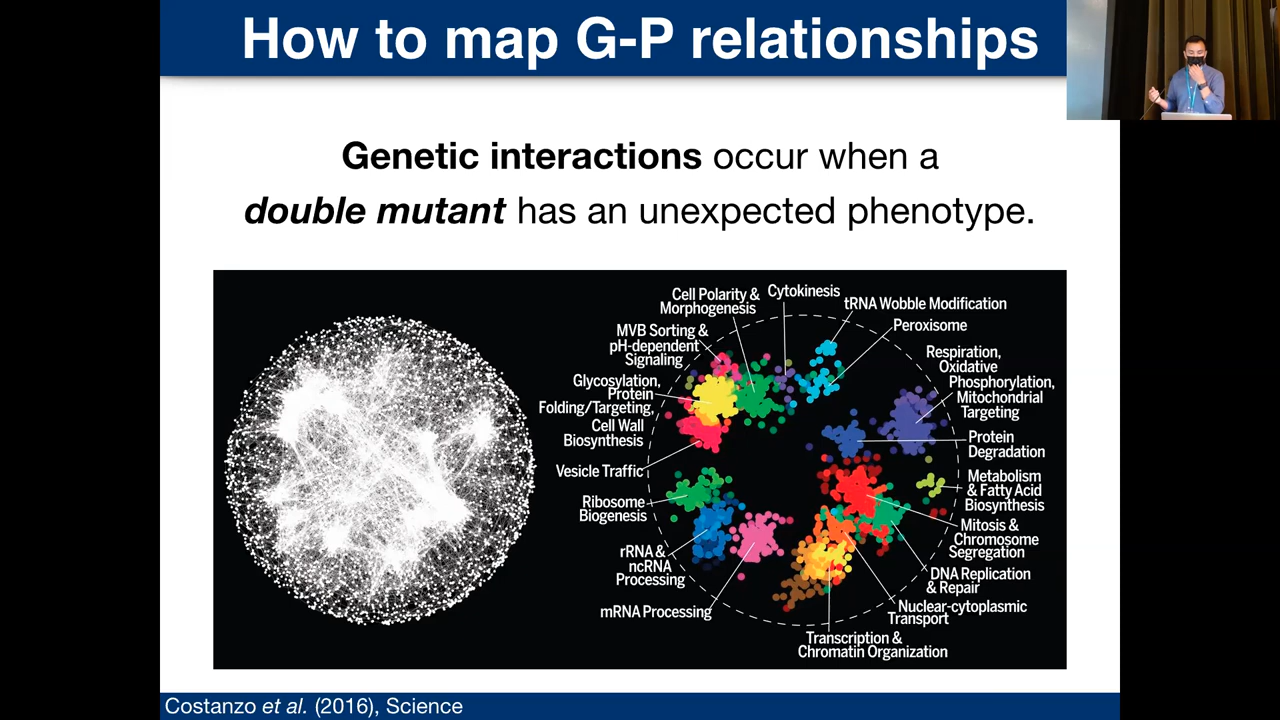 How to map G-P relationships
Genetic interactions occur when a
double mutant has an unexpected phenotype.
Cell Polarity &
Morphogenesis
Cytokinesis
tRNA Wobble Modification
Peroxisome
MVB Sorting &
pH-dependent
Signaling
Respiration,
Oxidative
Phosphorylation,
Mitochondrial
Targeting
Glycosylation,
Protein
Folding/Targeting,
Cell Wall
Biosynthesis
Protein
Degradation
Vesicle Traffic
Metabolism
& Fatty Acid
Biosynthesis
Ribosome
Biogenesis
Mitosis &
Chromosome
Segregation
rRNA &
ncRNA
Processing
DNA Replication
& Repair
mRNA Processing
Nuclear-cytoplasmic
Transport
Transcription &
Chromatin Organization
Costanzo et al. (2016), Science